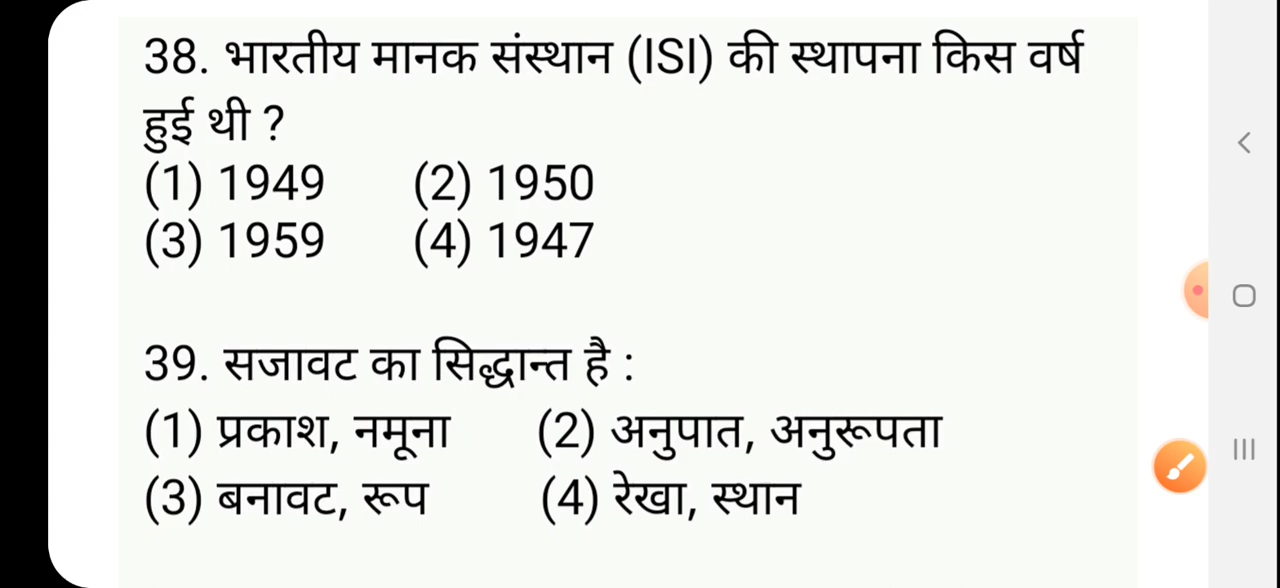 38. भारतीय मानक संस्थान (ISI) की स्थापना किस वर्ष
हुई थी ?
(1) 1949 (2) 1950
(3) 1959 (4) 1947
39. सजावट का सिद्धान्त है :
(1) प्रकाश, नमूना (2) अनुपात, अनुरूपता
(3) बनावट, रूप (4) रेखा, स्थान